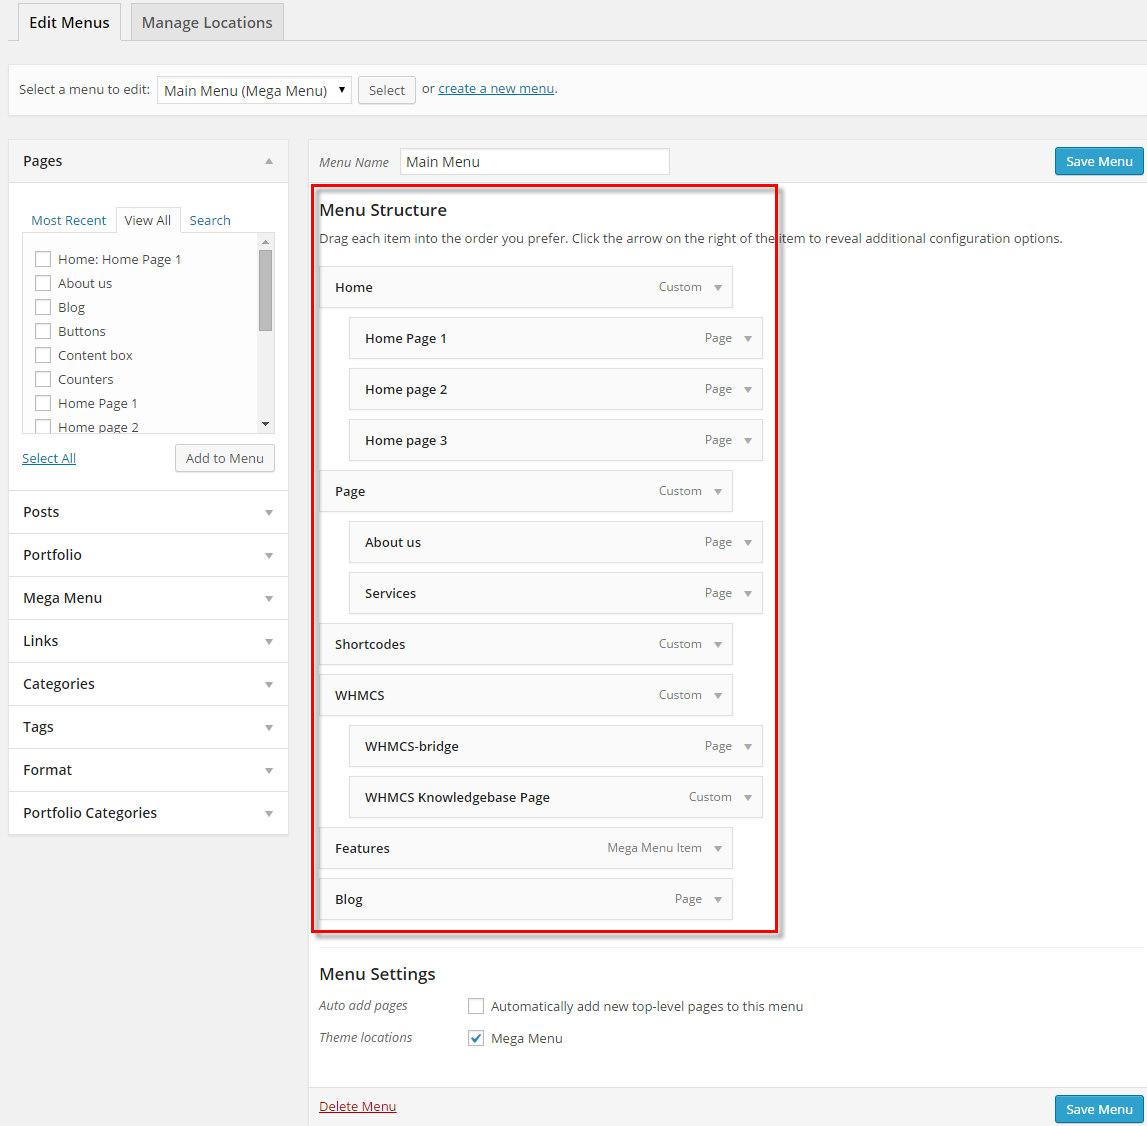 Edit Menus
Manage Locations
Select a menu to edit: Main Menu (Mega Menu) Select or create a new menu.
Pages
Most Recent View All Search
Home: Home Page 1
About us
Blog
Buttons
Content box
Counters
Home Page 1
Home page 2
Select All
Add to Menu
Posts
Portfolio
Mega Menu
Links
Categories
Tags
Format
Portfolio Categories
Menu Name Main Menu
Save Menu
Menu Structure
Drag each item into the order you prefer. Click the arrow on the right of the item to reveal additional configuration options.
Home Custom
Home Page 1 Page
Home page 2 Page
Home page 3 Page
Page Custom
About us Page
Services Page
Shortcodes Custom
WHMCS Custom
WHMCS-bridge Page
WHMCS Knowledgebase Page Custom
Features Mega Menu Item
Blog Page
Menu Settings
Auto add pages Automatically add new top-level pages to this menu
Theme locations Mega Menu
Delete Menu
Save Menu